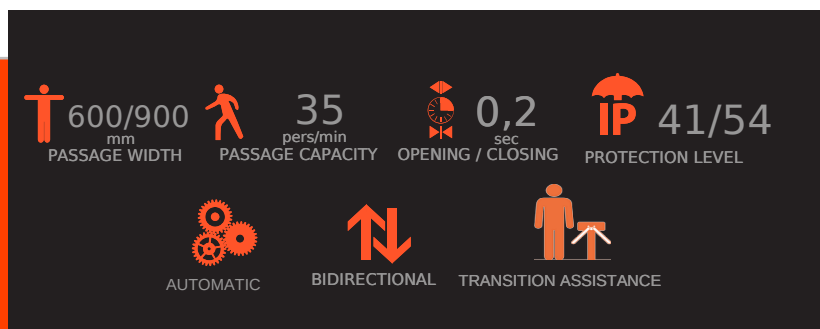 600/900
mm
PASSAGE WIDTH
35
pers/min
PASSAGE CAPACITY
0,2
sec
OPENING / CLOSING
IP 41/54
PROTECTION LEVEL
AUTOMATIC
BIDIRECTIONAL
TRANSITION ASSISTANCE